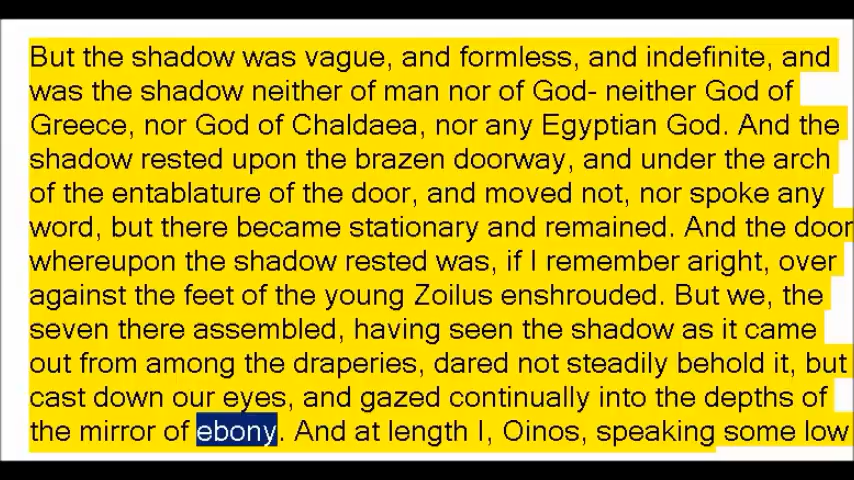 But the shadow was vague, and formless, and indefinite, and
was the shadow neither of man nor of God- neither God of
Greece, nor God of Chaldaea, nor any Egyptian God. And the
shadow rested upon the brazen doorway, and under the arch
of the entablature of the door, and moved not, nor spoke any
word, but there became stationary and remained. And the door
whereupon the shadow rested was, if I remember aright, over
against the feet of the young Zoilus enshrouded. But we, the
seven there assembled, having seen the shadow as it came
out from among the draperies, dared not steadily behold it, but
cast down our eyes, and gazed continually into the depths of
the mirror of ebony. And at length I, Oinos, speaking some low